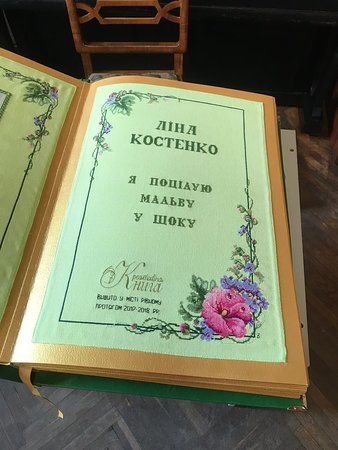 ЛІНА
КОСТЕНКО
Я ПОЦІЛУЮ
МАЛЬВУ
У ЩОКУ
Книга
ВИШИТО У МІСТІ РІВНОМУ
ПРОТЯГОМ 2017-2018 РР.